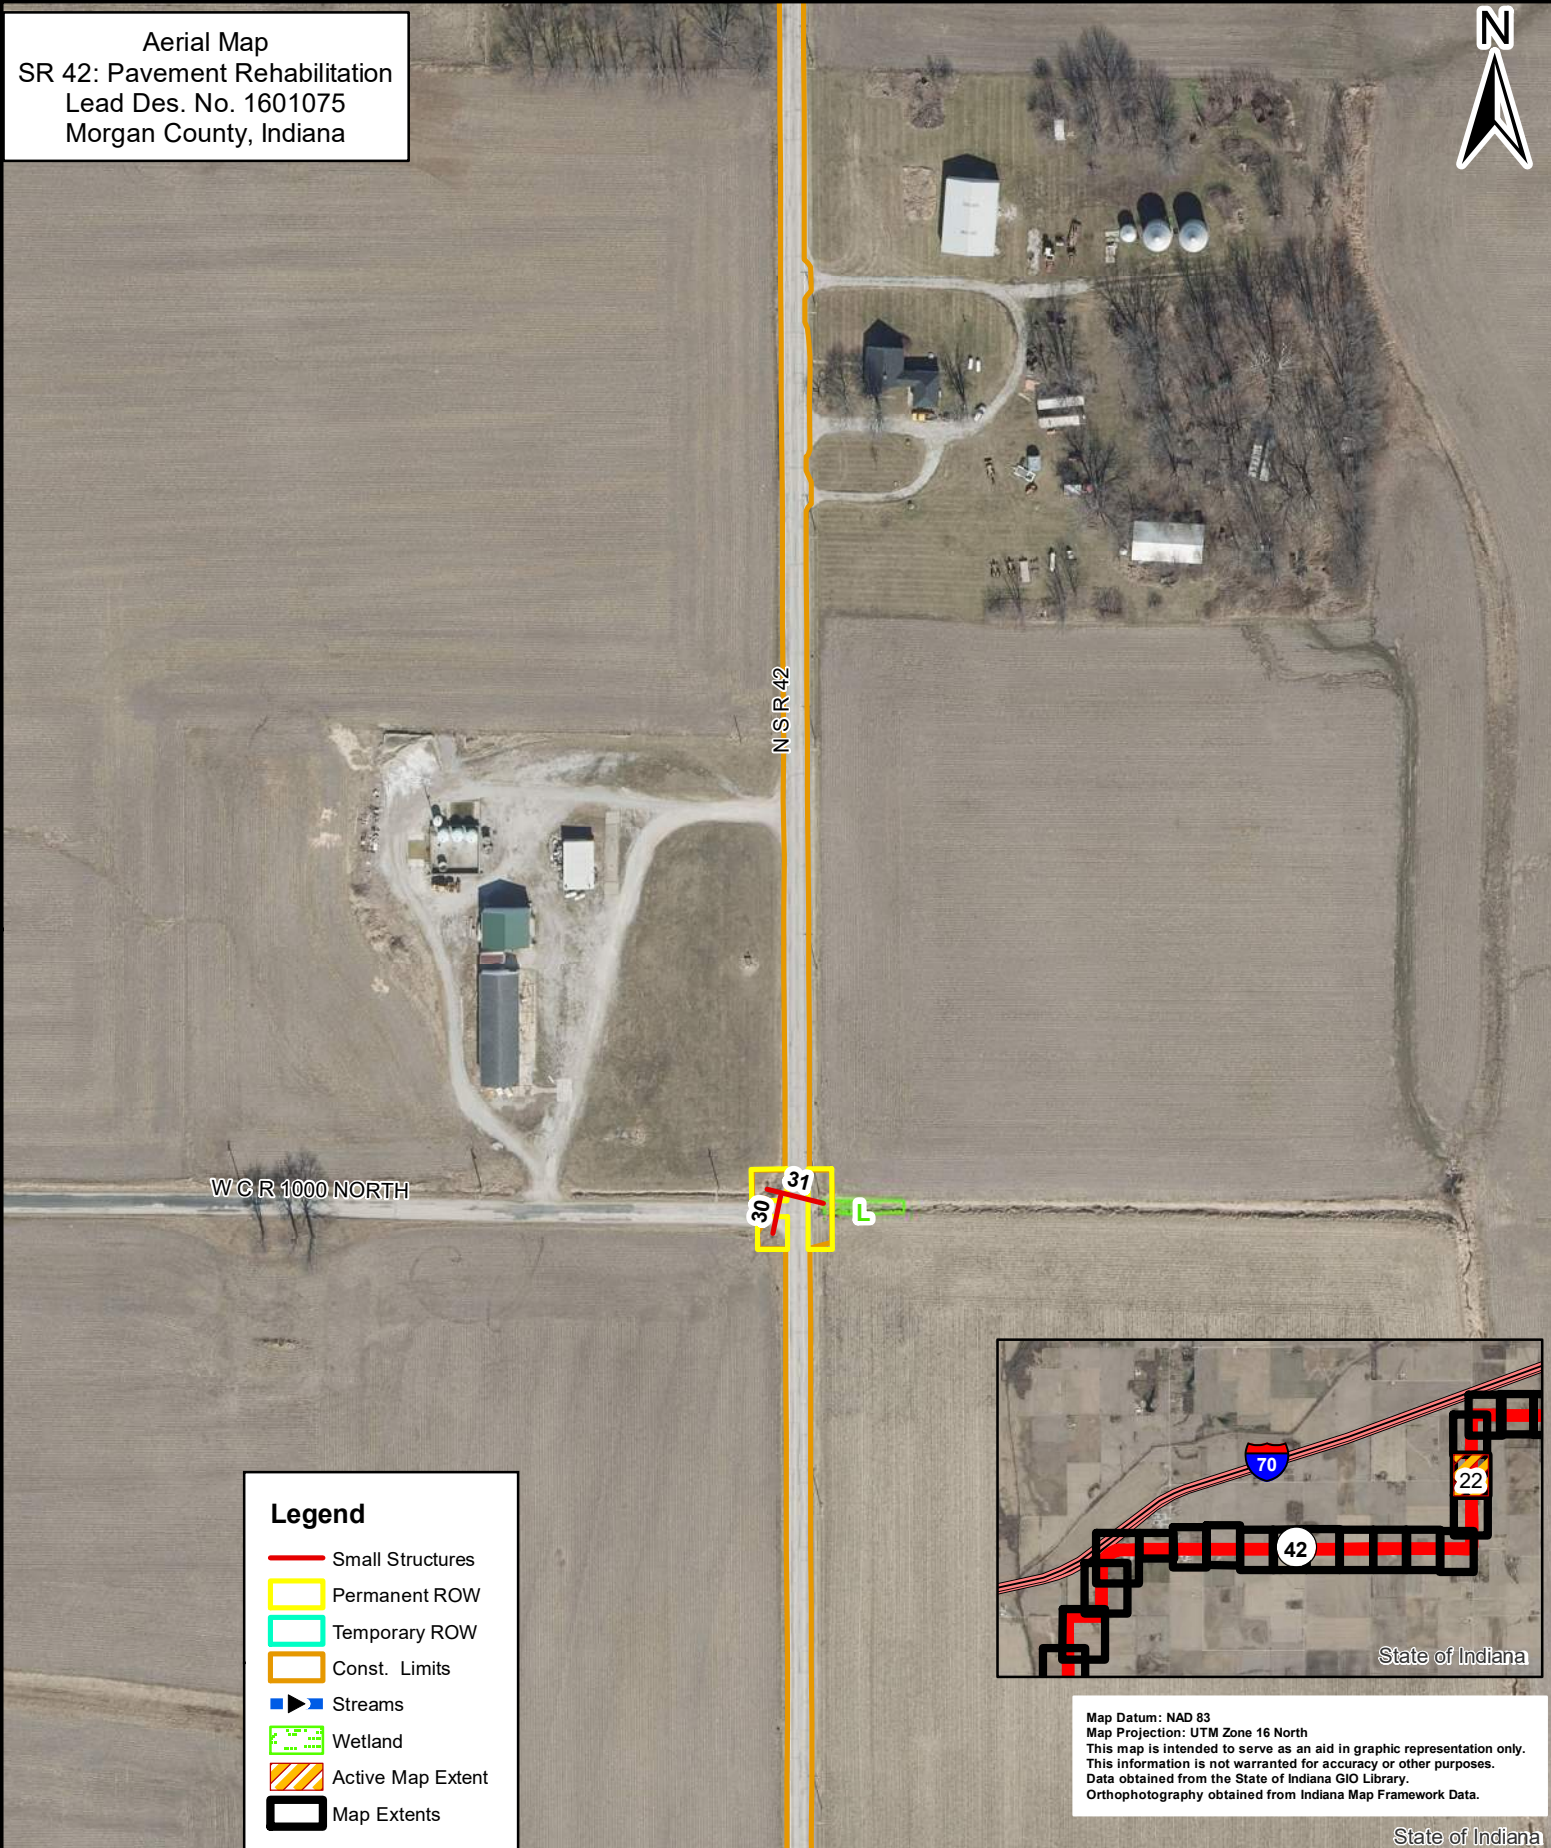 Aerial Map
SR 42: Pavement Rehabilitation
Lead Des. No. 1601075
Morgan County, Indiana
N
N S R 42
W C R 1000 NORTH
31
30
L
Legend
Small Structures
Permanent ROW
Temporary ROW
Const. Limits
Streams
Wetland
Active Map Extent
Map Extents
70
22
42
State of Indiana
Map Datum: NAD 83
Map Projection: UTM Zone 16 North
This map is intended to serve as an aid in graphic representation only.
This information is not warranted for accuracy or other purposes.
Data obtained from the State of Indiana GIO Library.
Orthophotography obtained from Indiana Map Framework Data.
State of Indiana